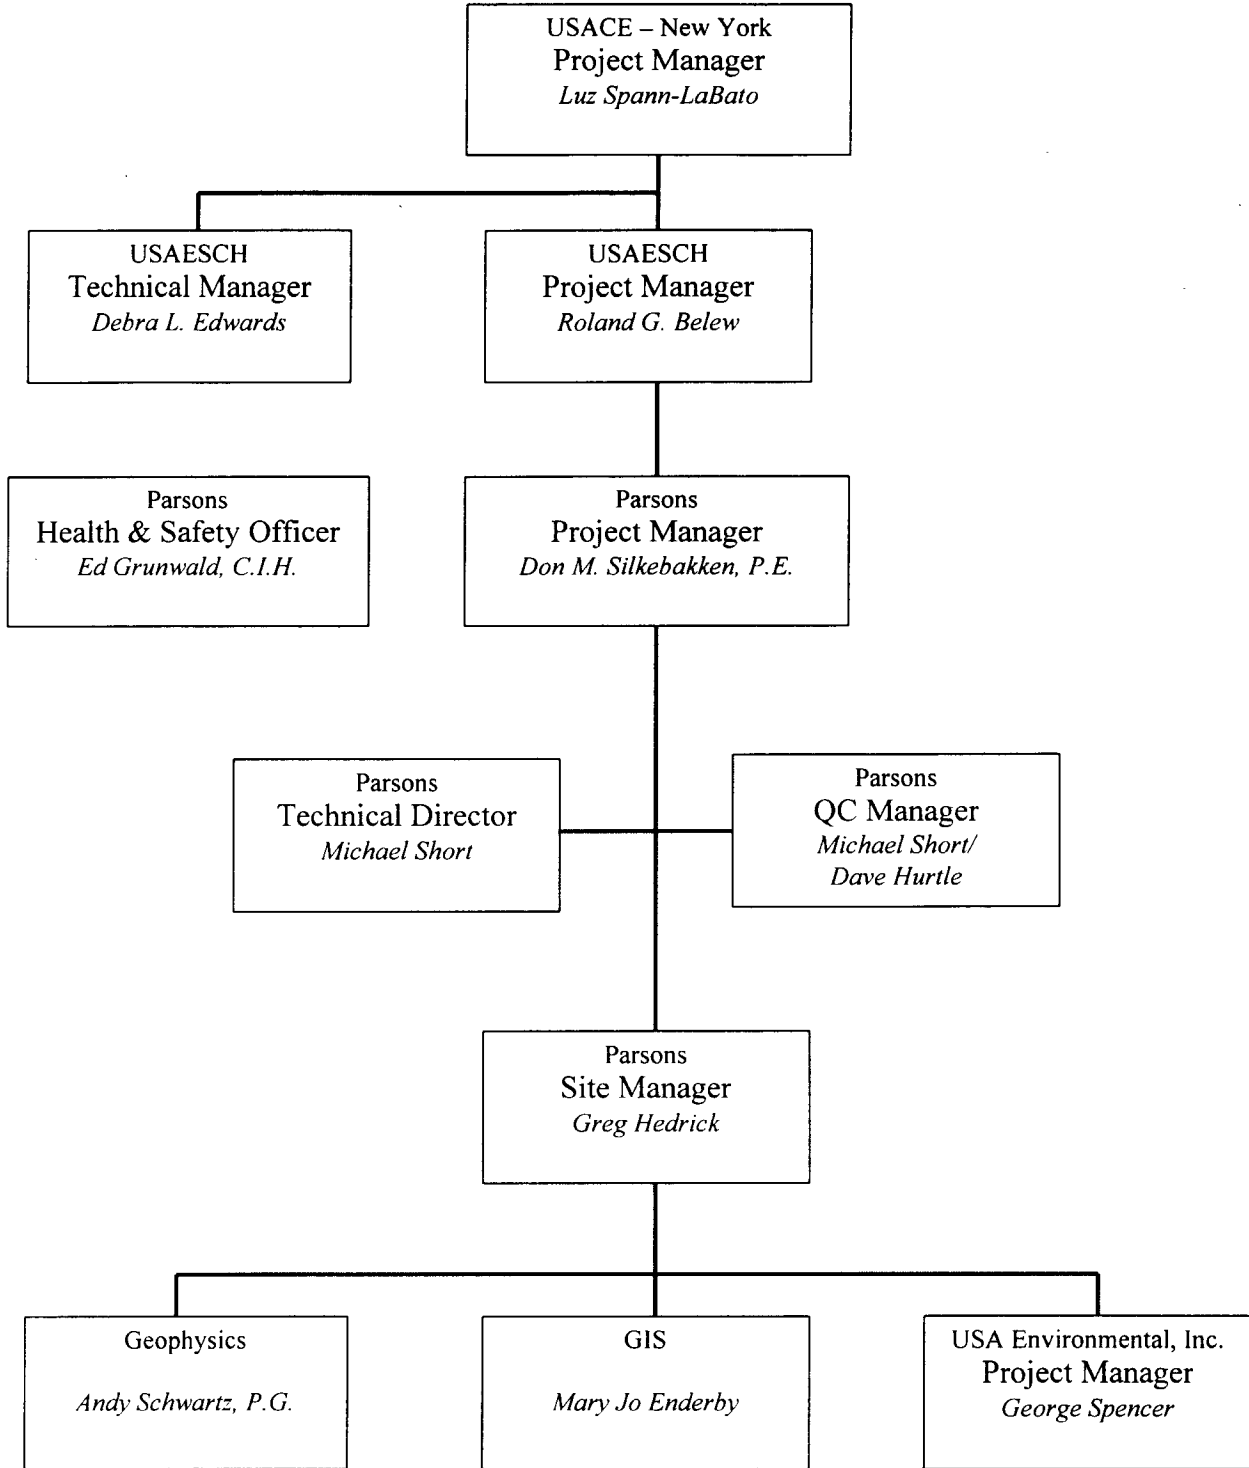 USACE – New York
Project Manager
Luz Spann-LaBato
USAESCH
Technical Manager
Debra L. Edwards
USAESCH
Project Manager
Roland G. Belew
Parsons
Health & Safety Officer
Ed Grunwald, C.I.H.
Parsons
Project Manager
Don M. Silkebakken, P.E.
Parsons
Technical Director
Michael Short
Parsons
QC Manager
Michael Short/
Dave Hurtle
Parsons
Site Manager
Greg Hedrick
Geophysics
Andy Schwartz, P.G.
GIS
Mary Jo Enderby
USA Environmental, Inc.
Project Manager
George Spencer